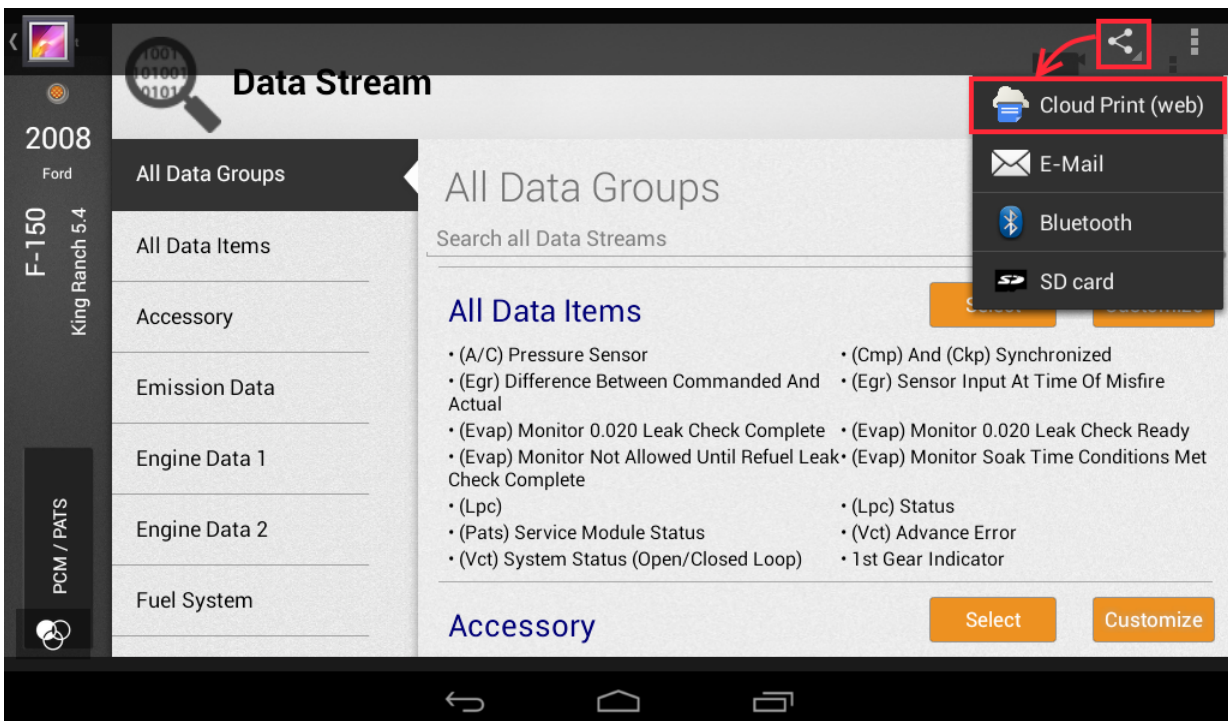 Data Stream
2008
Ford
F-150
King Ranch 5.4
PCM / PATS
Cloud Print (web)
E-Mail
Bluetooth
SD card
All Data Groups
All Data Items
Accessory
Emission Data
Engine Data 1
Engine Data 2
Fuel System
All Data Groups
Search all Data Streams
All Data Items
Select
Customize
• (A/C) Pressure Sensor
• (Cmp) And (Ckp) Synchronized
• (Egr) Difference Between Commanded And
Actual
• (Egr) Sensor Input At Time Of Misfire
• (Evap) Monitor 0.020 Leak Check Complete
• (Evap) Monitor 0.020 Leak Check Ready
• (Evap) Monitor Not Allowed Until Refuel Leak
Check Complete
• (Evap) Monitor Soak Time Conditions Met
• (Lpc)
• (Lpc) Status
• (Pats) Service Module Status
• (Vct) Advance Error
• (Vct) System Status (Open/Closed Loop)
• 1st Gear Indicator
Accessory
Select
Customize